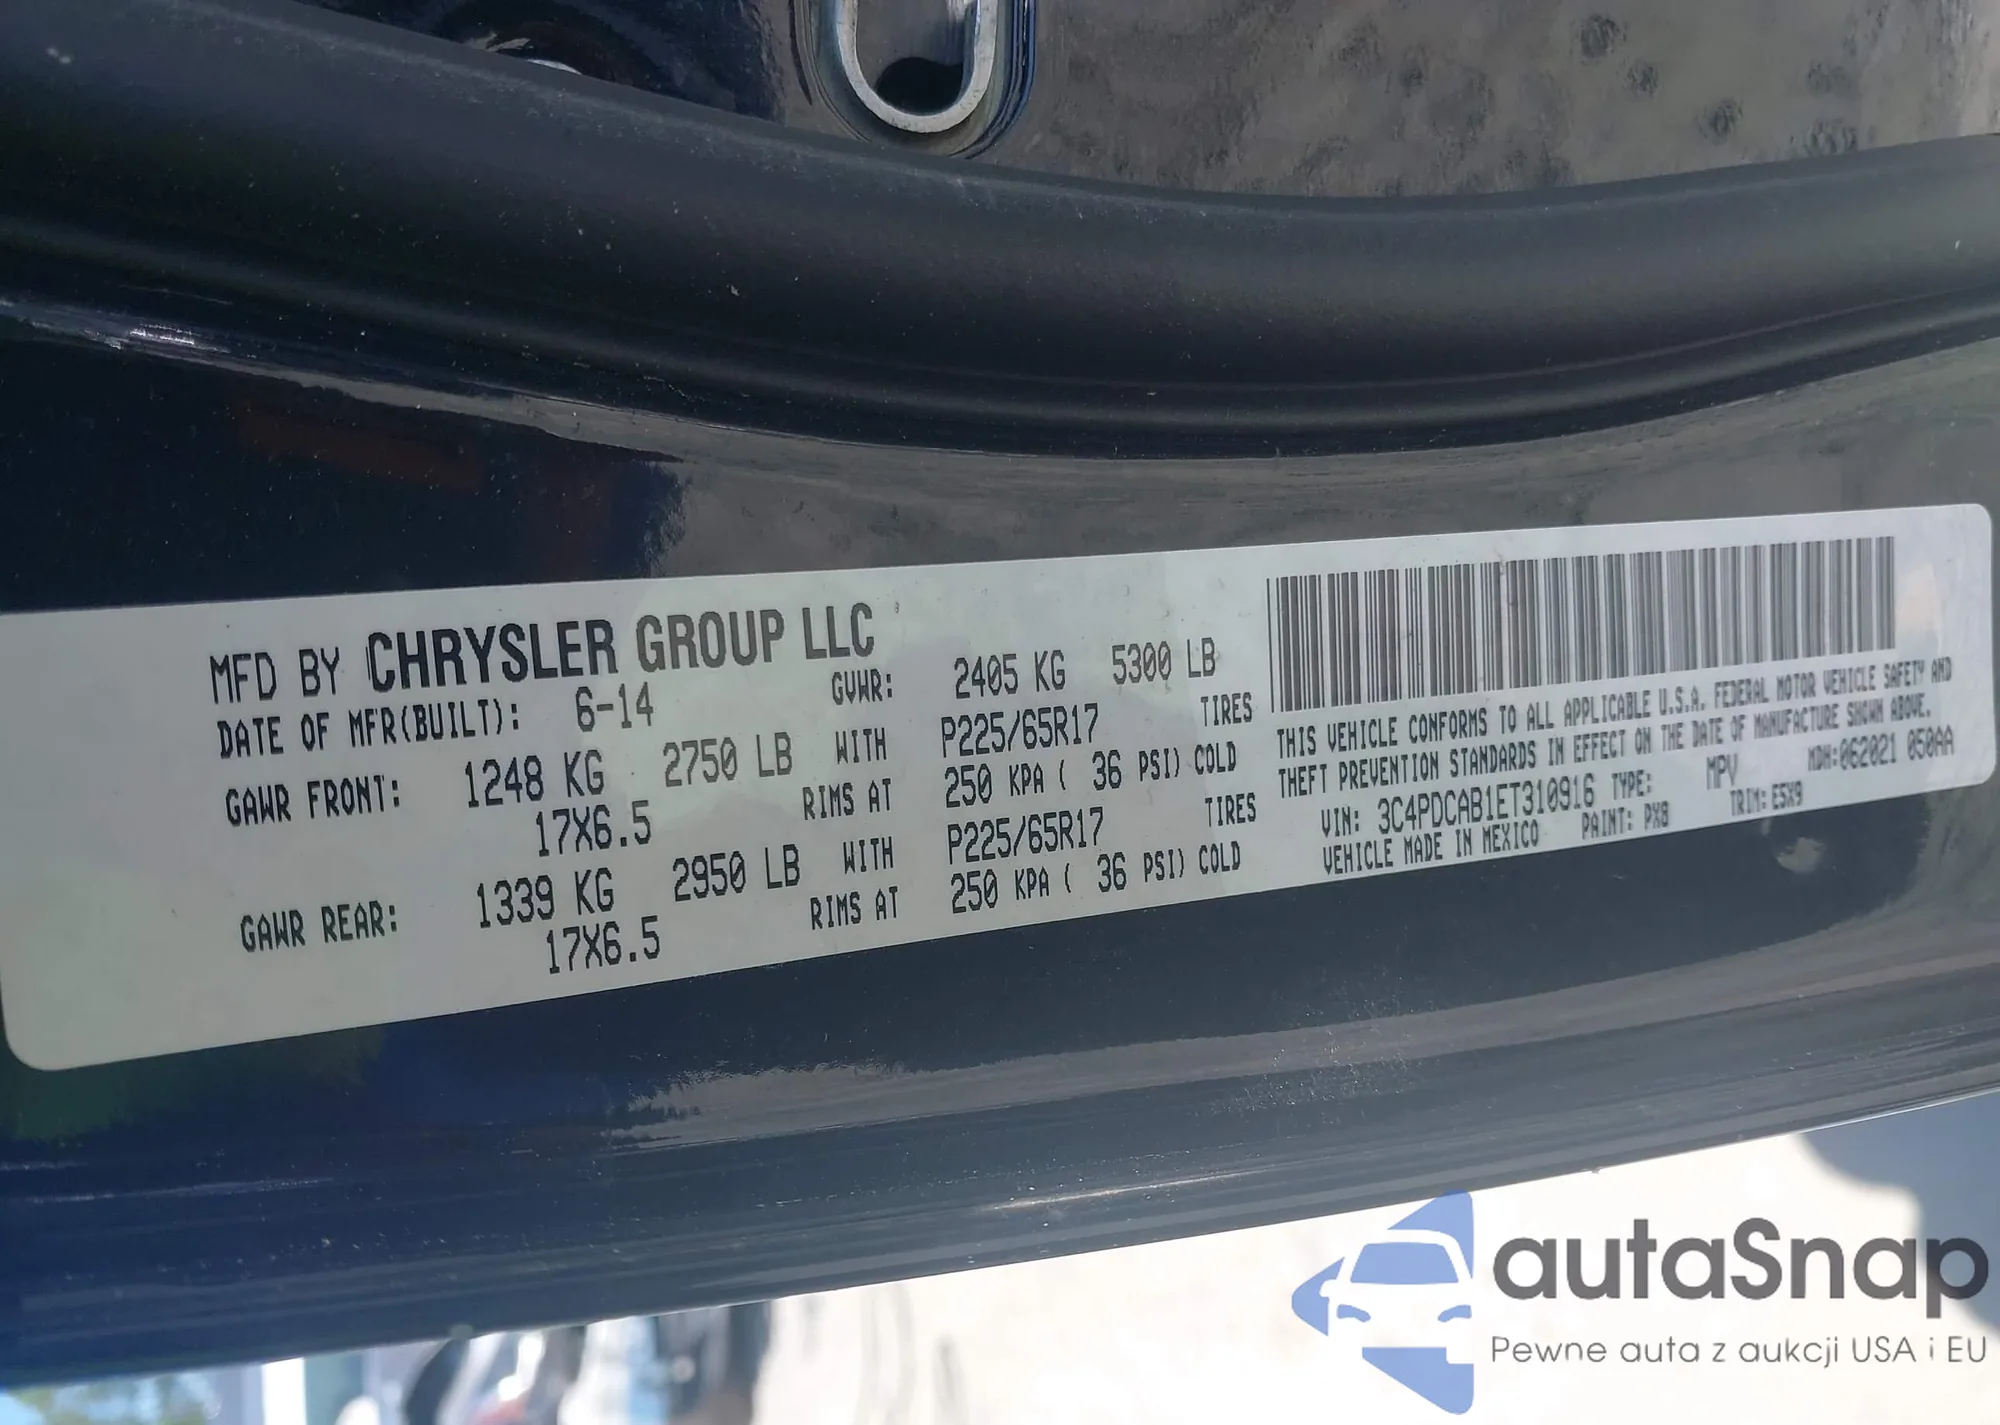 MFD BY CHRYSLER GROUP LLC
DATE OF MFR(BUILT): 6-14 GVWR: 2405 KG 5300 LB
GAWR FRONT: 1248 KG 2750 LB WITH P225/65R17 TIRES
17X6.5 RIMS AT 250 KPA ( 36 PSI) COLD
GAWR REAR: 1339 KG 2950 LB WITH P225/65R17 TIRES
17X6.5 RIMS AT 250 KPA ( 36 PSI) COLD
THIS VEHICLE CONFORMS TO ALL APPLICABLE U.S.A. FEDERAL MOTOR VEHICLE SAFETY AND
THEFT PREVENTION STANDARDS IN EFFECT ON THE DATE OF MANUFACTURE SHOWN ABOVE.
VIN: 3C4PDCAB1ET310916 TYPE: MPV MDH:062021 050AA
VEHICLE MADE IN MEXICO PAINT: PX8 TRIM: E5X9
autaSnap
Pewne auta z aukcji USA i EU